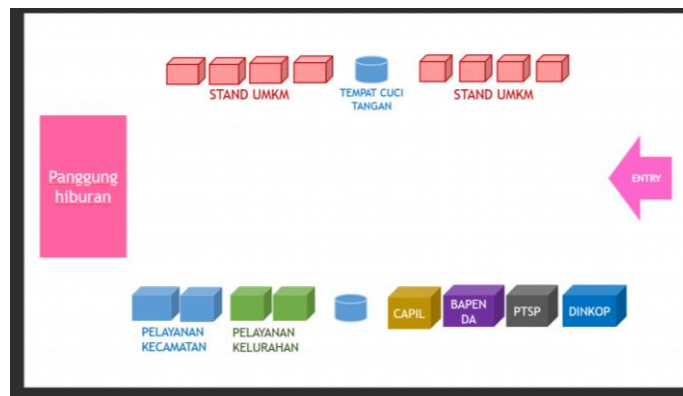 STAND UMKM
TEMPAT CUCI
TANGAN
STAND UMKM
Panggung
hiburan
ENTRY
PELAYANAN
KECAMATAN
PELAYANAN
KELURAHAN
CAPIL
BAPEN
DA
PTSP
DINKOP